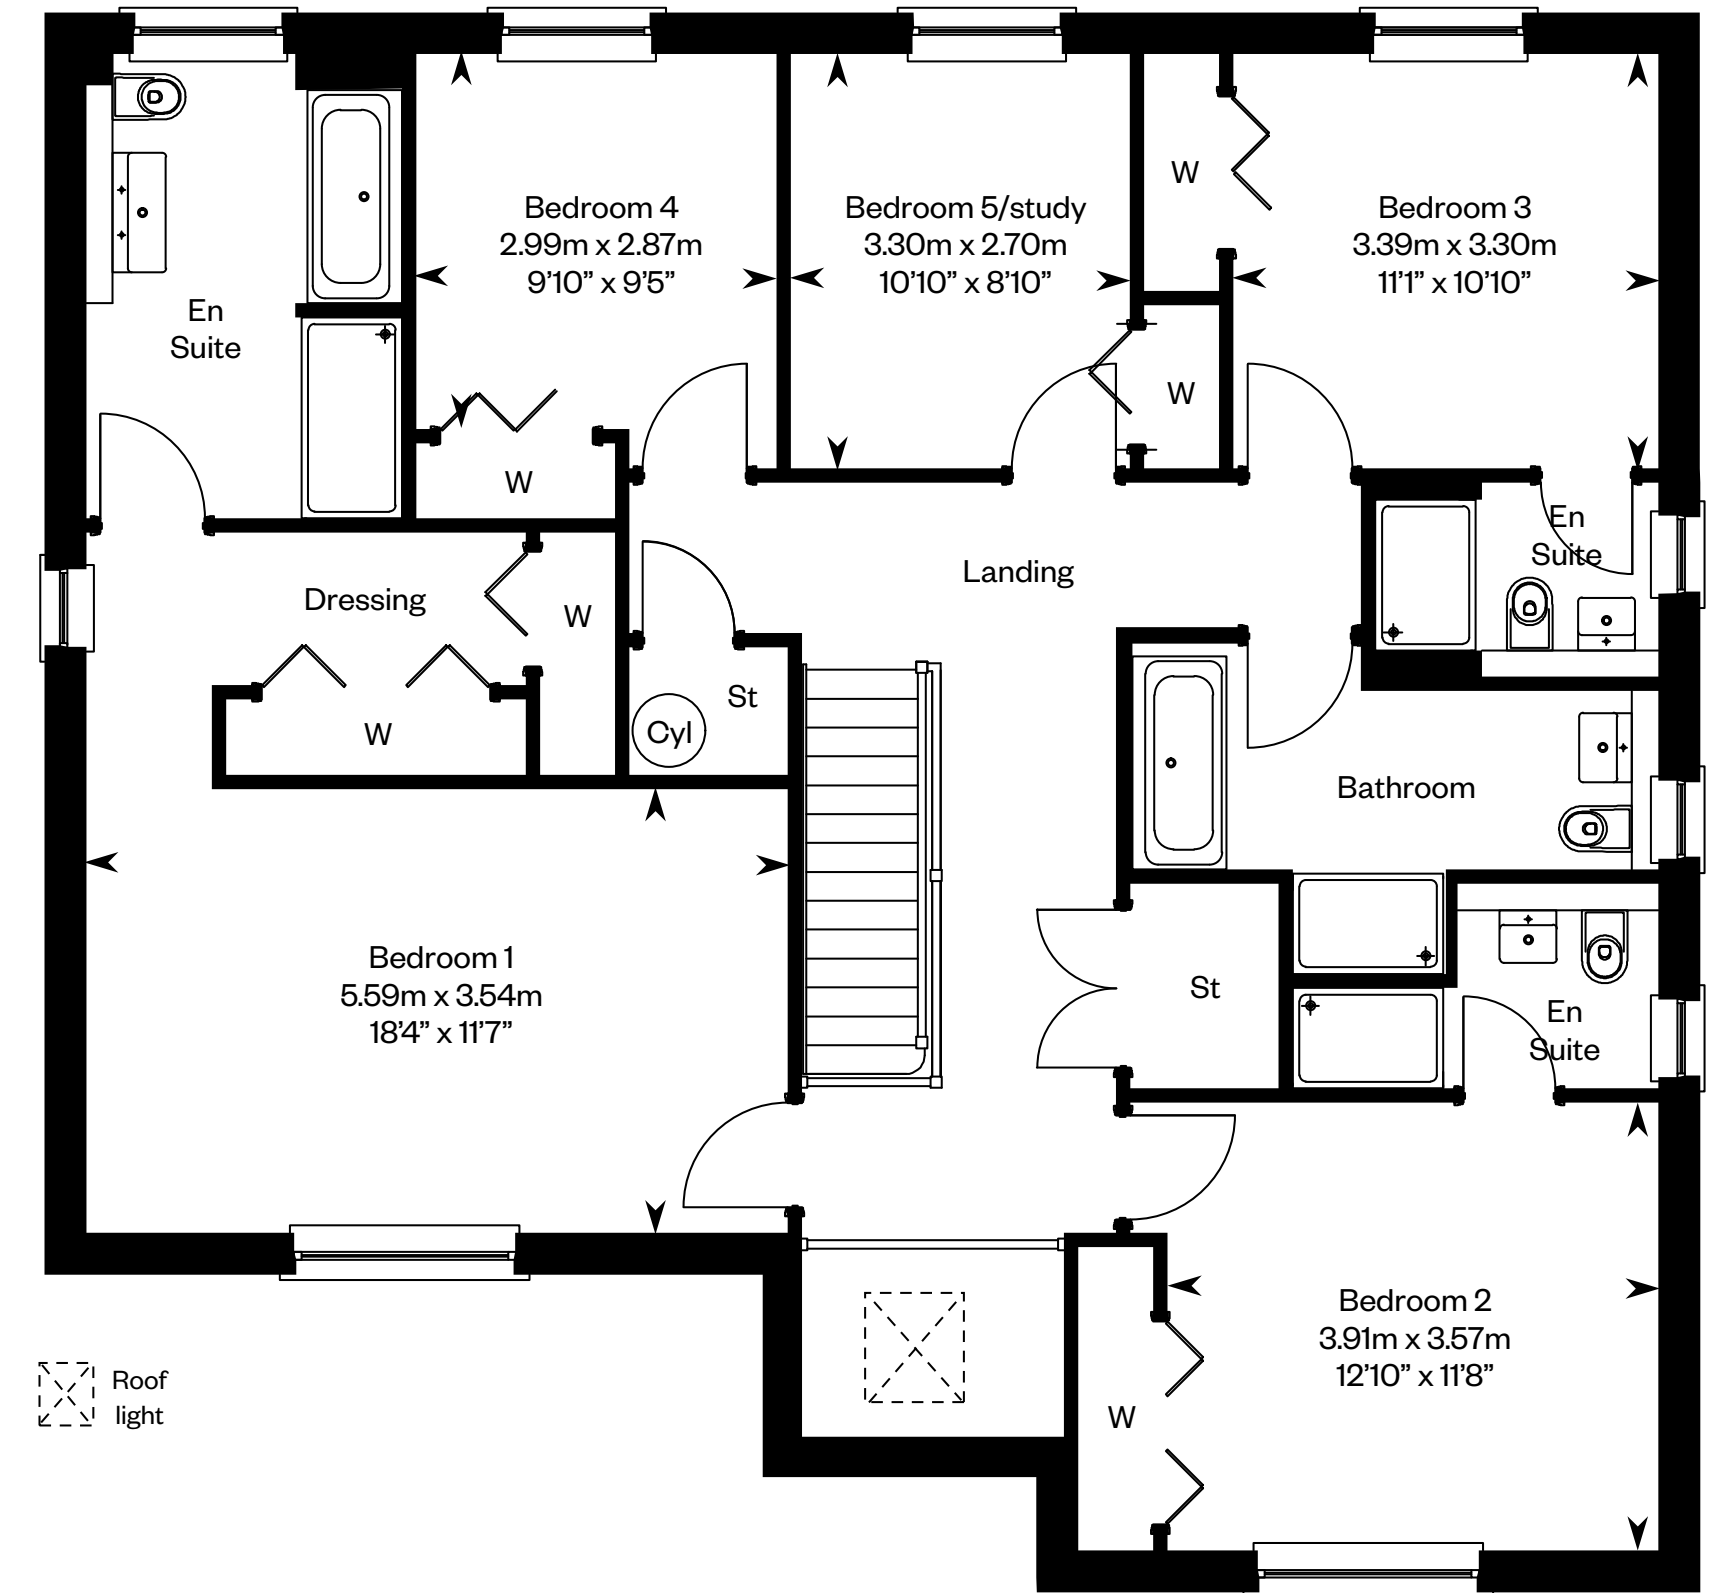 Bedroom 4
2.99m x 2.87m
9'10” x 9'5”
Bedroom 5/study
3.30m x 2.70m
10'10” x 8'10”
W
Bedroom 3
3.39m x 3.30m
11'1” x 10'10”
En
Suite
W
W
En
Suite
Landing
Dressing
W
St
Cyl
W
Bathroom
Bedroom 1
5.59m x 3.54m
18'4” x 11'7”
St
En
Suite
Bedroom 2
3.91m x 3.57m
12'10” x 11'8”
W
Roof
light